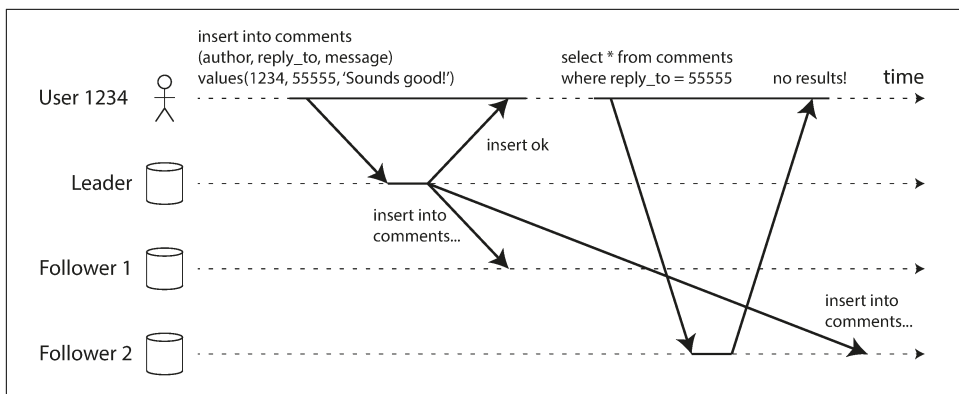 insert into comments
(author, reply_to, message)
values(1234, 55555, ‘Sounds good!’)
select * from comments
where reply_to = 55555
no results!
time
User 1234
insert ok
Leader
insert into
comments...
Follower 1
insert into
comments...
Follower 2